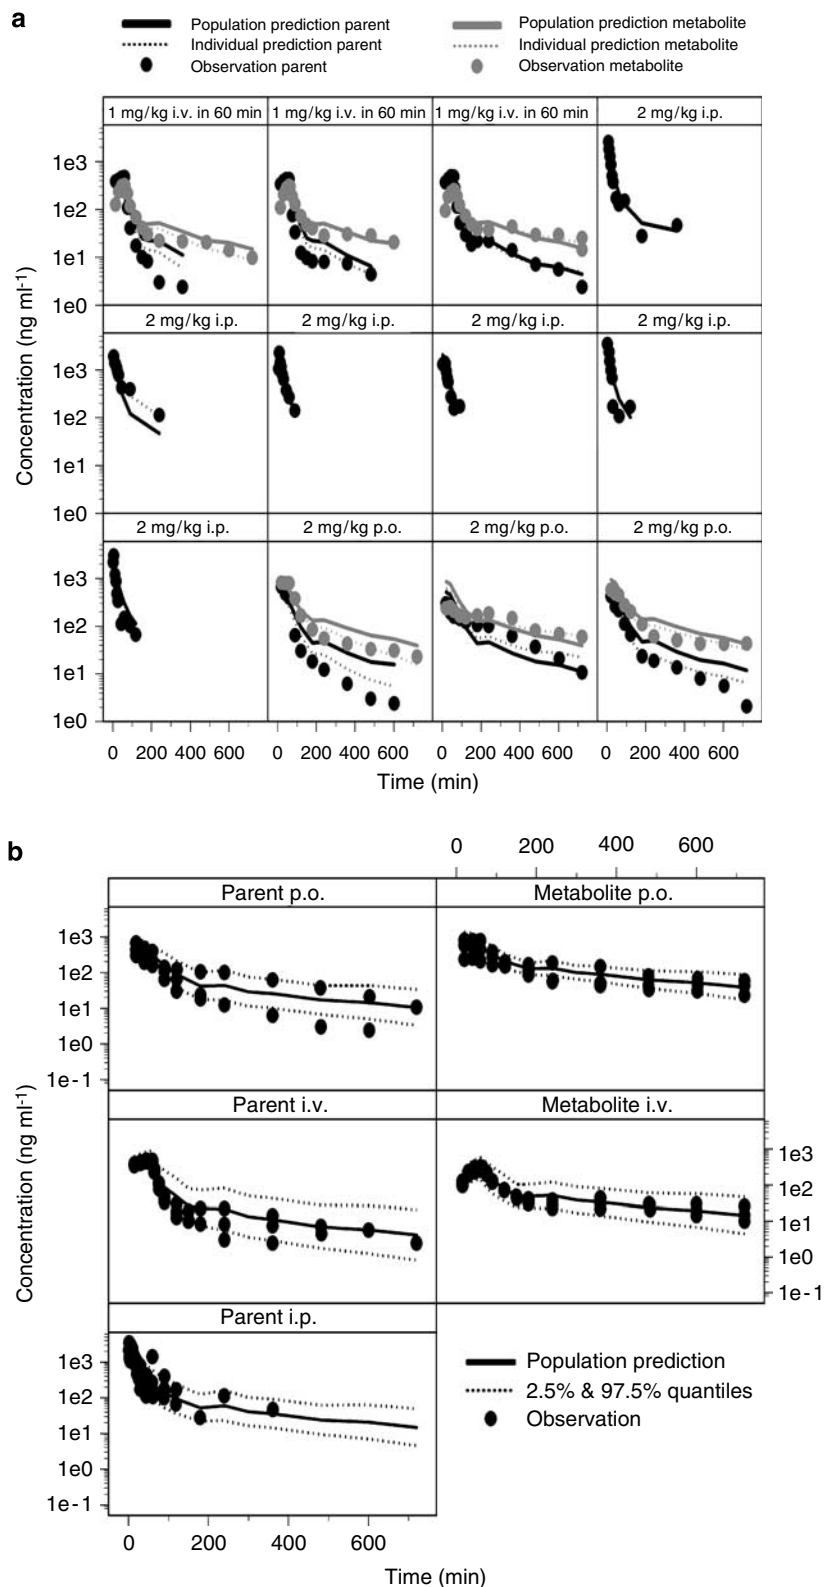 a
Population prediction parent
Individual prediction parent
Observation parent
Population prediction metabolite
Individual prediction metabolite
Observation metabolite
1 mg/kg i.v. in 60 min
1 mg/kg i.v. in 60 min
1 mg/kg i.v. in 60 min
2 mg/kg i.p.
1e3
1e2
1e1
1e0
2 mg/kg i.p.
2 mg/kg i.p.
2 mg/kg i.p.
2 mg/kg i.p.
1e3
1e2
1e1
1e0
2 mg/kg i.p.
2 mg/kg p.o.
2 mg/kg p.o.
2 mg/kg p.o.
1e3
1e2
1e1
1e0
Concentration (ng ml-1)
0 200 400 600
0 200 400 600
0 200 400 600
0 200 400 600
Time (min)
b
0 200 400 600
Parent p.o.
Metabolite p.o.
1e3
1e2
1e1
1e0
1e-1
Parent i.v.
Metabolite i.v.
1e3
1e2
1e1
1e0
1e-1
Concentration (ng ml-1)
Parent i.p.
1e3
1e2
1e1
1e0
1e-1
Population prediction
2.5% & 97.5% quantiles
Observation
0 200 400 600
Time (min)